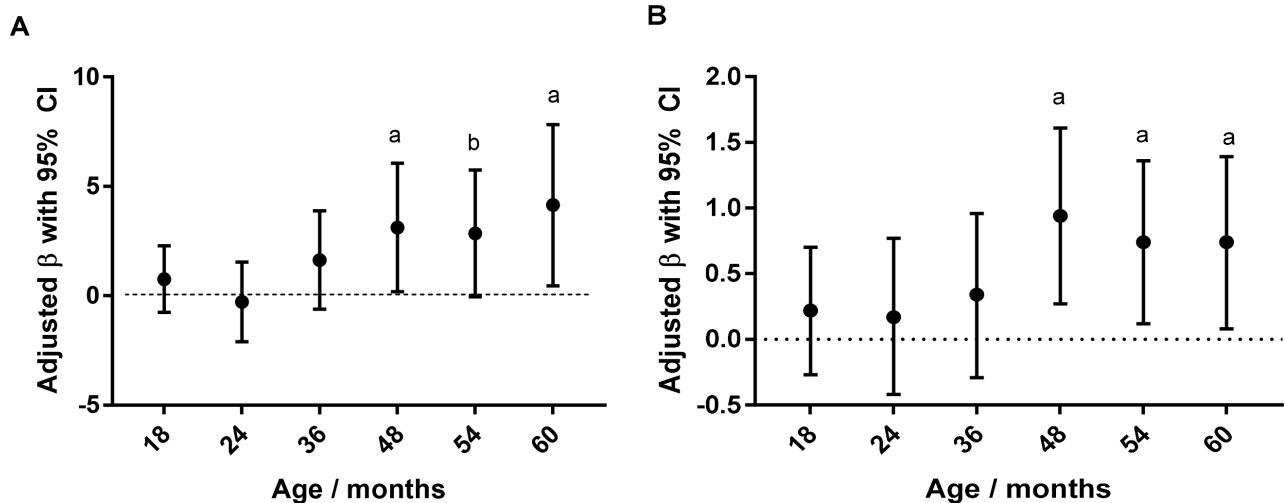 A
Adjusted β with 95% CI
10
5
0
-5
a
b
a
18
24
36
48
54
60
Age / months
B
Adjusted β with 95% CI
2.0
1.5
1.0
0.5
0.0
-0.5
a
a
a
18
24
36
48
54
60
Age / months